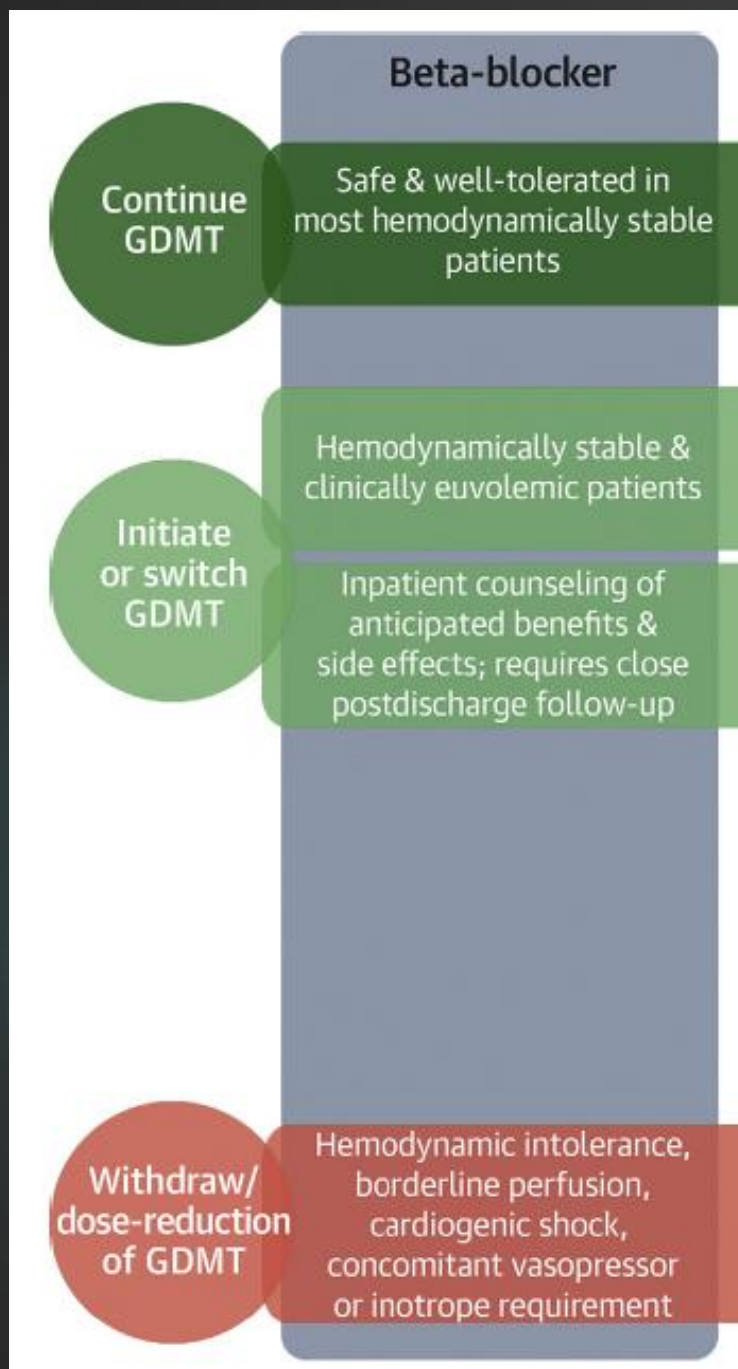 Beta-blocker
Continue
GDMT
Safe & well-tolerated in
most hemodynamically stable
patients
Initiate
or switch
GDMT
Hemodynamically stable &
clinically euvolemic patients
Inpatient counseling of
anticipated benefits &
side effects; requires close
postdischarge follow-up
Withdraw/
dose-reduction
of GDMT
Hemodynamic intolerance,
borderline perfusion,
cardiogenic shock,
concomitant vasopressor
or inotrope requirement